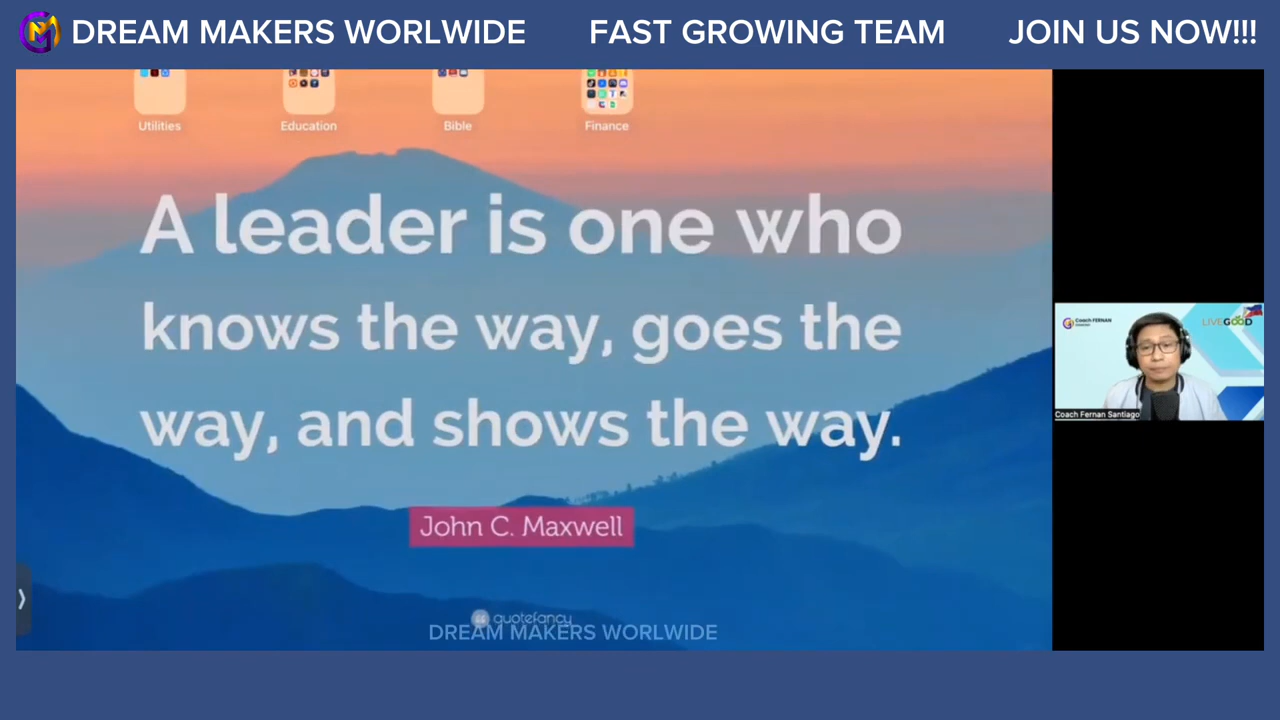 DREAM MAKERS WORLWIDE FAST GROWING TEAM JOIN US NOW!!!
Utilities Education Bible Finance
A leader is one who
knows the way, goes the
way, and shows the way.
John C. Maxwell
quotefancy
DREAM MAKERS WORLWIDE
Coach FERNAN
LIVEGOOD
Coach Fernan Santiago